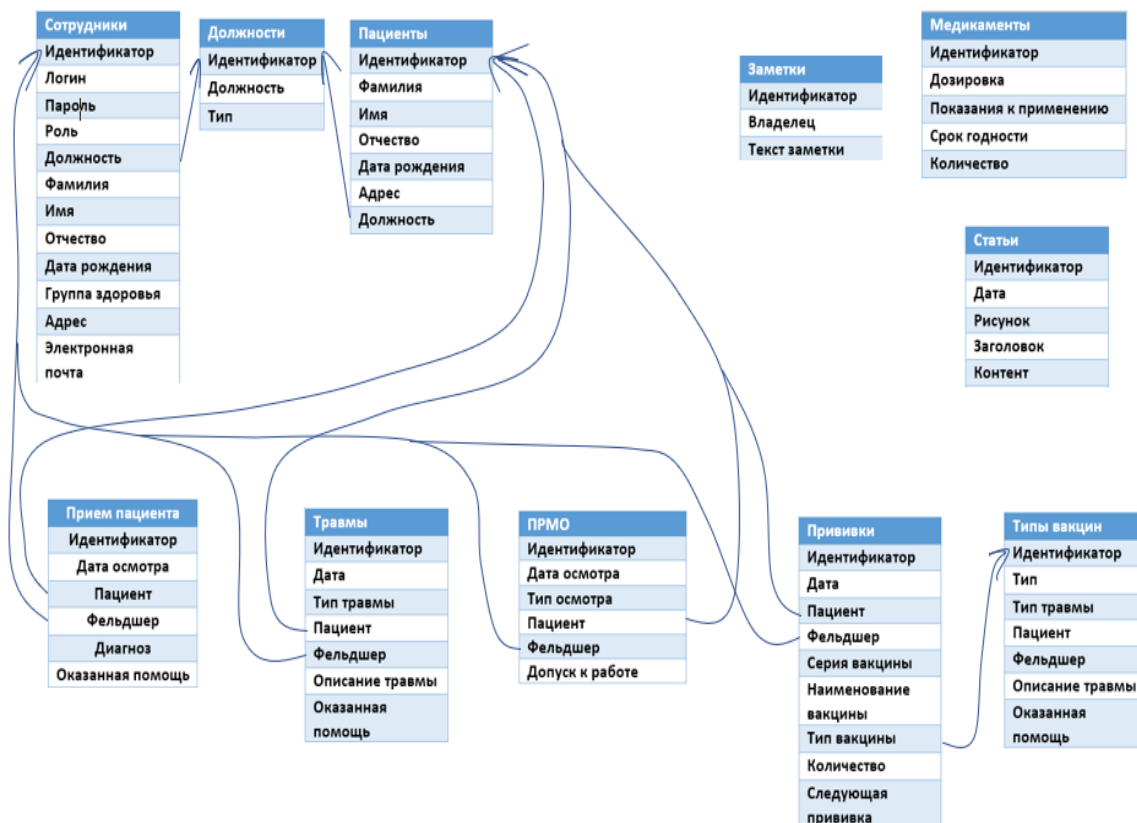 Сотрудники
Идентификатор
Логин
Пароль
Роль
Должность
Фамилия
Имя
Отчество
Дата рождения
Группа здоровья
Адрес
Электронная
почта
Должности
Идентификатор
Должность
Тип
Пациенты
Идентификатор
Фамилия
Имя
Отчество
Дата рождения
Адрес
Должность
Заметки
Идентификатор
Владелец
Текст заметки
Медикаменты
Идентификатор
Дозировка
Показания к применению
Срок годности
Количество
Статьи
Идентификатор
Дата
Рисунок
Заголовок
Контент
Прием пациента
Идентификатор
Дата осмотра
Пациент
Фельдшер
Диагноз
Оказанная помощь
Травмы
Идентификатор
Дата
Тип травмы
Пациент
Фельдшер
Описание травмы
Оказанная
помощь
ПРМО
Идентификатор
Дата осмотра
Тип осмотра
Пациент
Фельдшер
Допуск к работе
Прививки
Идентификатор
Дата
Пациент
Фельдшер
Серия вакцины
Наименование
вакцины
Тип вакцины
Количество
Следующая
прививка
Типы вакцин
Идентификатор
Тип
Тип травмы
Пациент
Фельдшер
Описание травмы
Оказанная
помощь